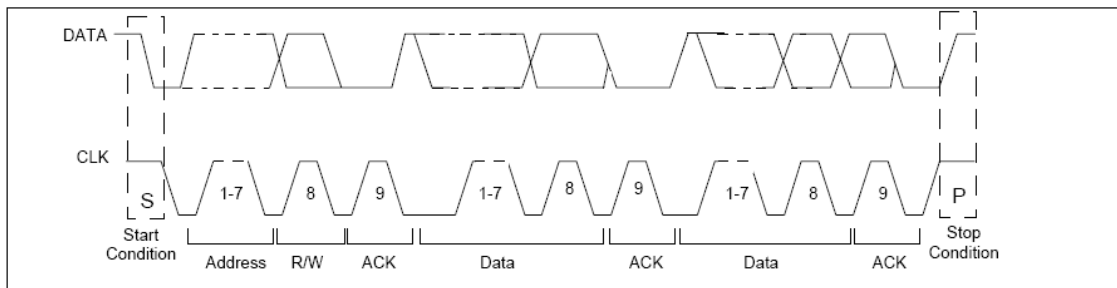 DATA
CLK
S
1-7
8
9
1-7
8
9
1-7
8
9
P
Start
Condition
Address
R/W
ACK
Data
ACK
Data
ACK
Stop
Condition